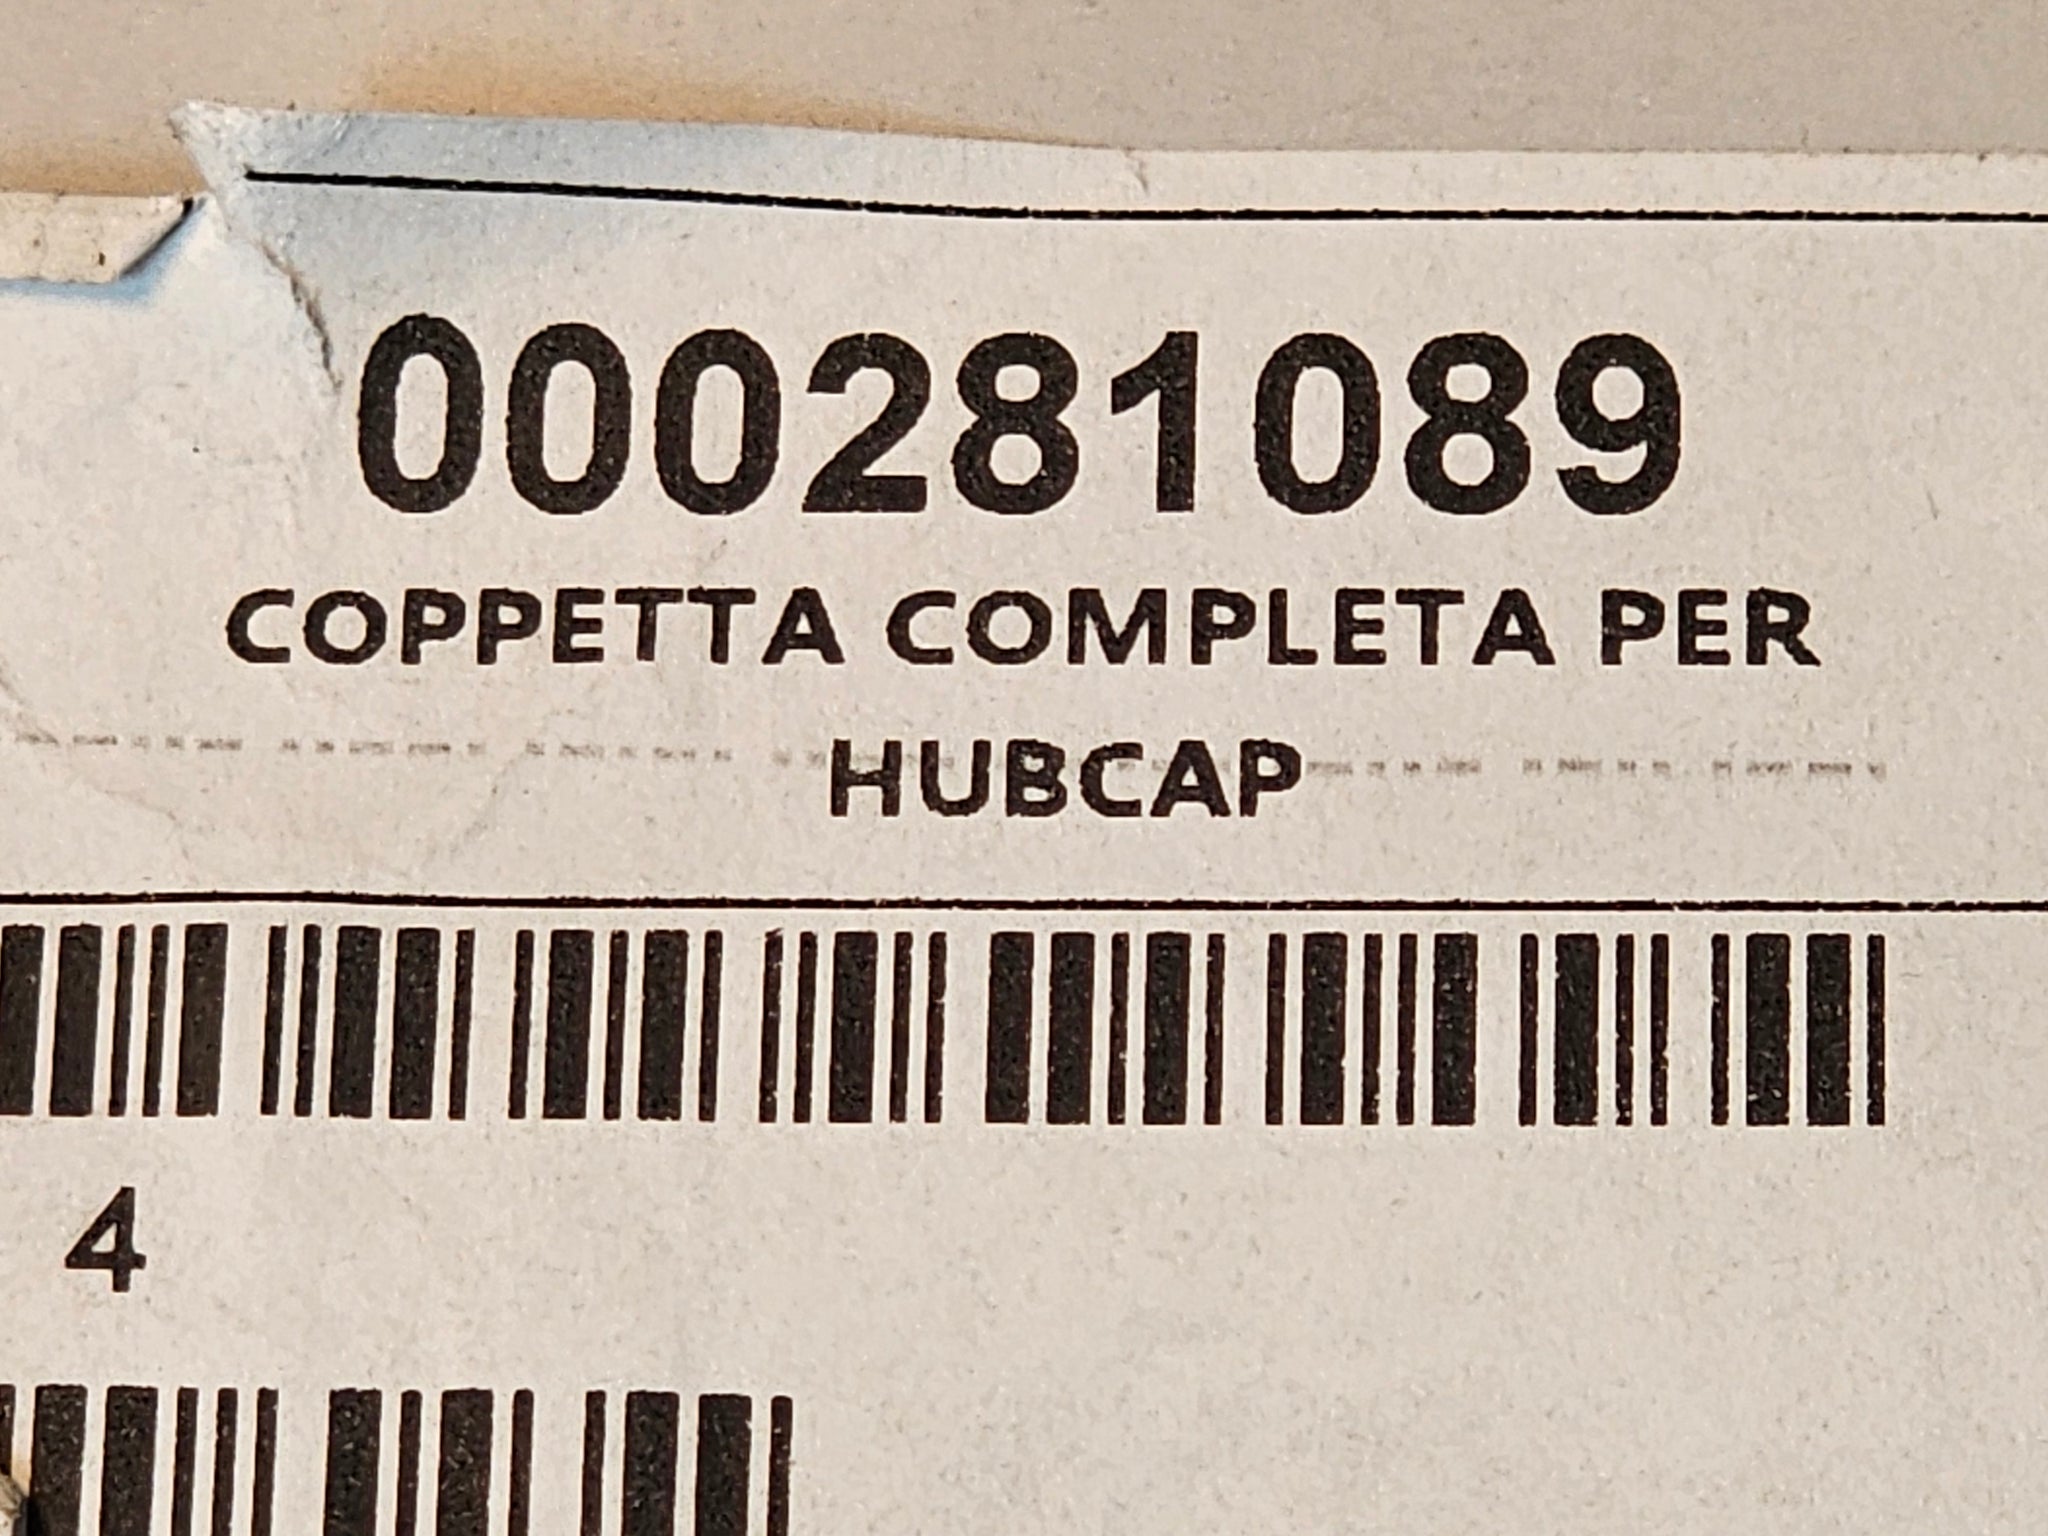 000281089
COPPETTA COMPLETA PER
HUBCAP
4